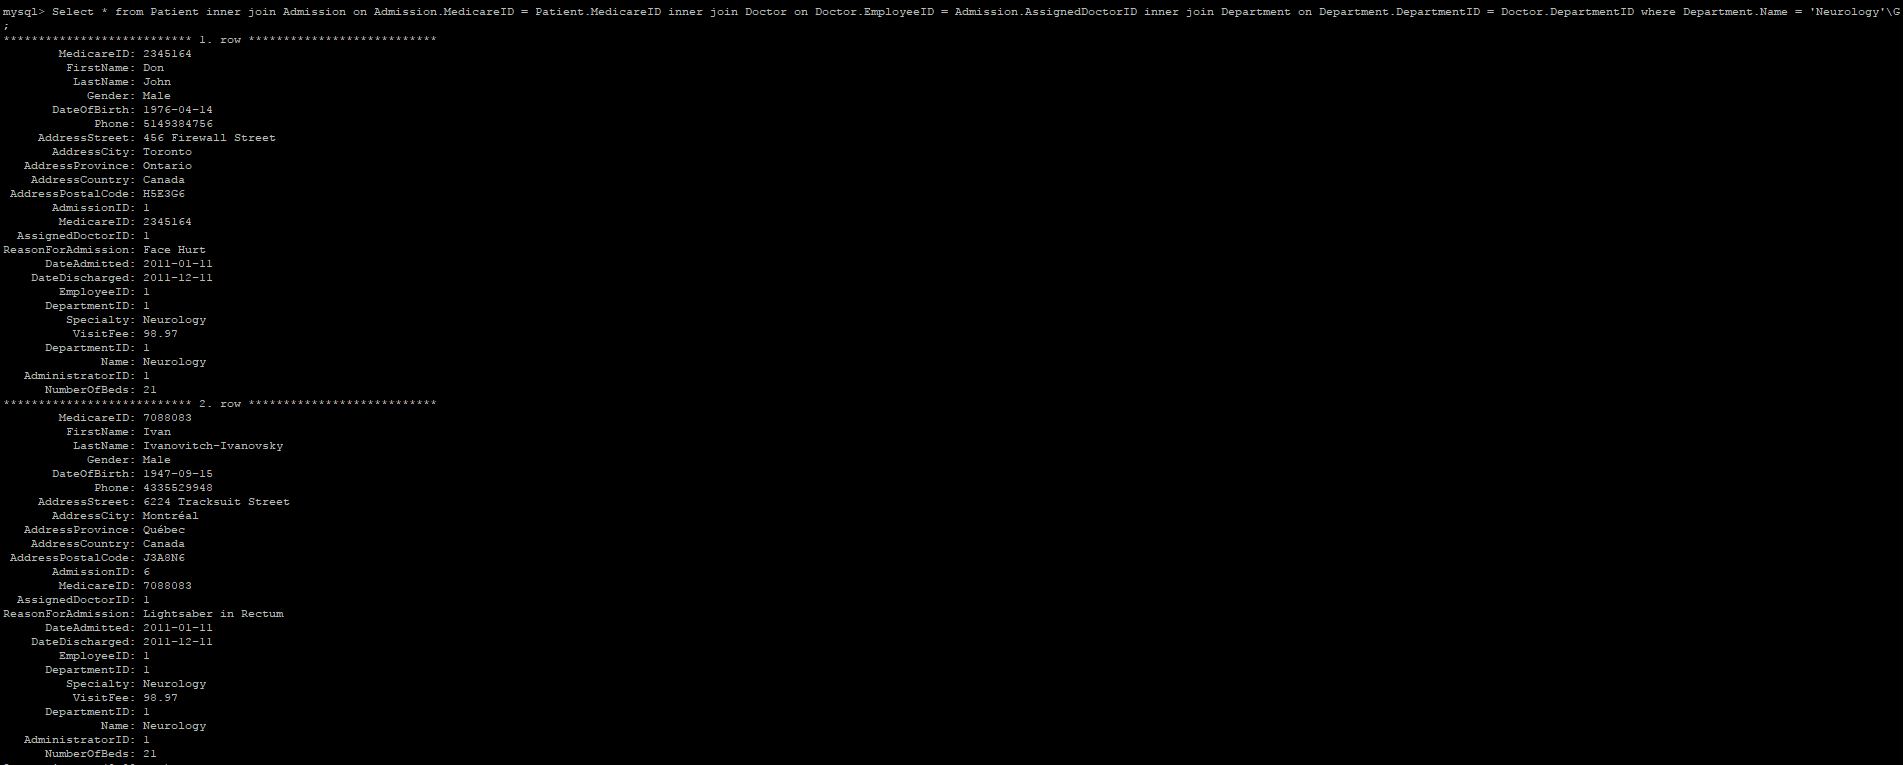 mysql> Select * from Patient inner join Admission on Admission.MedicareID = Patient.MedicareID inner join Doctor on Doctor.EmployeeID = Admission.AssignedDoctorID inner join Department on Department.DepartmentID = Doctor.DepartmentID where Department.Name = 'Neurology'\G
;
*************************** 1. row ***************************
MedicareID: 2345164
FirstName: Don
LastName: John
Gender: Male
DateOfBirth: 1976-04-14
Phone: 5149384756
AddressStreet: 456 Firewall Street
AddressCity: Toronto
AddressProvince: Ontario
AddressCountry: Canada
AddressPostalCode: H5E3G6
AdmissionID: 1
MedicareID: 2345164
AssignedDoctorID: 1
ReasonForAdmission: Face Hurt
DateAdmitted: 2011-01-11
DateDischarged: 2011-12-11
EmployeeID: 1
DepartmentID: 1
Specialty: Neurology
VisitFee: 98.97
DepartmentID: 1
Name: Neurology
AdministratorID: 1
NumberOfBeds: 21
*************************** 2. row ***************************
MedicareID: 7088083
FirstName: Ivan
LastName: Ivanovitch-Ivanovsky
Gender: Male
DateOfBirth: 1947-09-15
Phone: 4335529948
AddressStreet: 6224 Tracksuit Street
AddressCity: Montréal
AddressProvince: Québec
AddressCountry: Canada
AddressPostalCode: J3A8N6
AdmissionID: 6
MedicareID: 7088083
AssignedDoctorID: 1
ReasonForAdmission: Lightsaber in Rectum
DateAdmitted: 2011-01-11
DateDischarged: 2011-12-11
EmployeeID: 1
DepartmentID: 1
Specialty: Neurology
VisitFee: 98.97
DepartmentID: 1
Name: Neurology
AdministratorID: 1
NumberOfBeds: 21